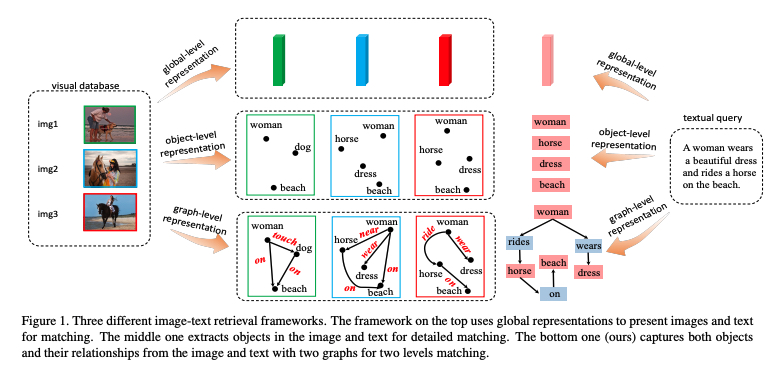 visual database
img1
img2
img3
global-level
representation
object-level
representation
graph-level
representation
woman
dog
beach
woman
horse
dress
beach
woman
horse
dress
beach
woman
touch
dog
on
on
beach
woman
near
horse
wear
dress
on
on
beach
woman
ride
wear
horse
dress
on
beach
woman
horse
dress
beach
woman
rides
wears
horse
beach
dress
on
global-level
representation
object-level
representation
graph-level
representation
textual query
A woman wears
a beautiful dress
and rides a horse
on the beach.
Figure 1. Three different image-text retrieval frameworks. The framework on the top uses global representations to present images and text
for matching. The middle one extracts objects in the image and text for detailed matching. The bottom one (ours) captures both objects
and their relationships from the image and text with two graphs for two levels matching.